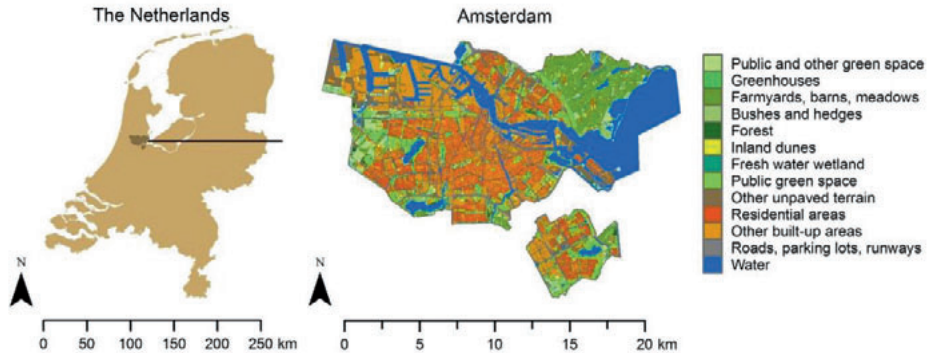 The Netherlands
Amsterdam
Public and other green space
Greenhouses
Farmyards, barns, meadows
Bushes and hedges
Forest
Inland dunes
Fresh water wetland
Public green space
Other unpaved terrain
Residential areas
Other built-up areas
Roads, parking lots, runways
Water
N
N
0 50 100 150 200 250 km
0 5 10 15 20 km